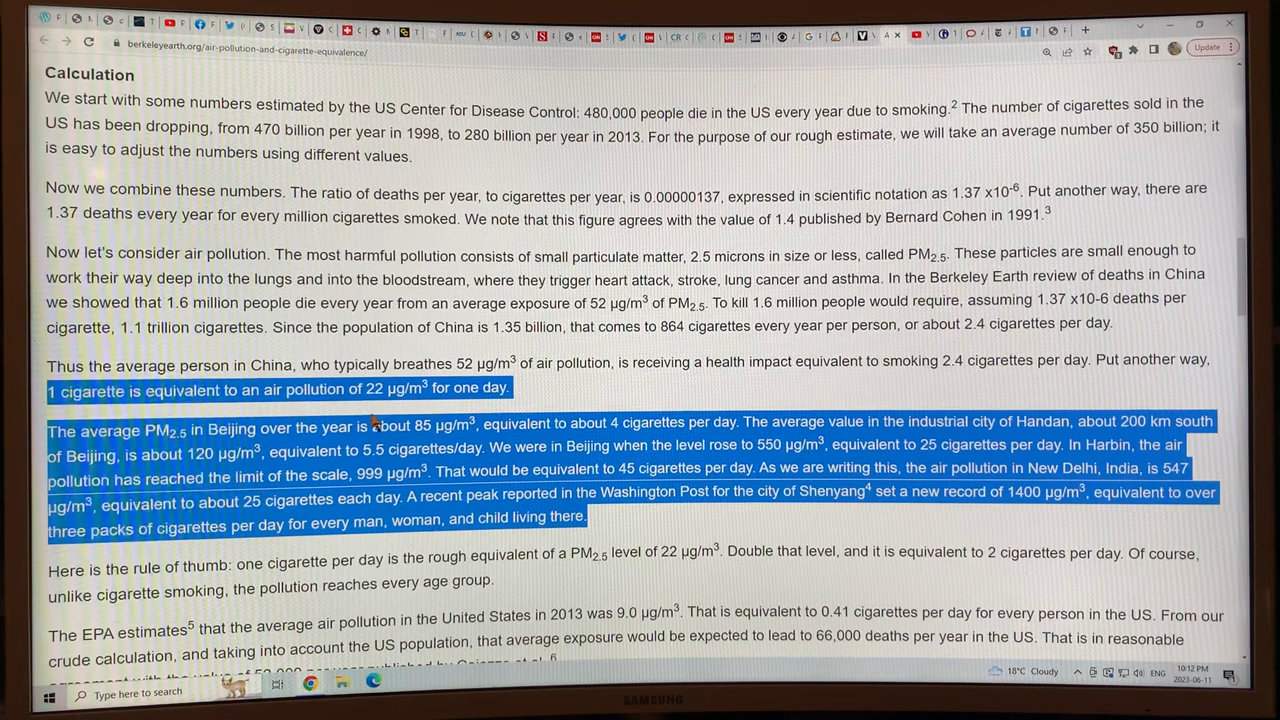 berkeleyearth.org/air-pollution-and-cigarette-equivalence/
Update
Calculation
We start with some numbers estimated by the US Center for Disease Control: 480,000 people die in the US every year due to smoking.2 The number of cigarettes sold in the
US has been dropping, from 470 billion per year in 1998, to 280 billion per year in 2013. For the purpose of our rough estimate, we will take an average number of 350 billion; it
is easy to adjust the numbers using different values.
Now we combine these numbers. The ratio of deaths per year, to cigarettes per year, is 0.00000137, expressed in scientific notation as 1.37 x10-6. Put another way, there are
1.37 deaths every year for every million cigarettes smoked. We note that this figure agrees with the value of 1.4 published by Bernard Cohen in 1991.3
Now let's consider air pollution. The most harmful pollution consists of small particulate matter, 2.5 microns in size or less, called PM2.5. These particles are small enough to
work their way deep into the lungs and into the bloodstream, where they trigger heart attack, stroke, lung cancer and asthma. In the Berkeley Earth review of deaths in China
we showed that 1.6 million people die every year from an average exposure of 52 μg/m3 of PM2.5. To kill 1.6 million people would require, assuming 1.37 x10-6 deaths per
cigarette, 1.1 trillion cigarettes. Since the population of China is 1.35 billion, that comes to 864 cigarettes every year per person, or about 2.4 cigarettes per day.
Thus the average person in China, who typically breathes 52 μg/m3 of air pollution, is receiving a health impact equivalent to smoking 2.4 cigarettes per day. Put another way,
1 cigarette is equivalent to an air pollution of 22 μg/m3 for one day.
The average PM2.5 in Beijing over the year is about 85 μg/m3, equivalent to about 4 cigarettes per day. The average value in the industrial city of Handan, about 200 km south
of Beijing, is about 120 μg/m3, equivalent to 5.5 cigarettes/day. We were in Beijing when the level rose to 550 μg/m3, equivalent to 25 cigarettes per day. In Harbin, the air
pollution has reached the limit of the scale, 999 μg/m3. That would be equivalent to 45 cigarettes per day. As we are writing this, the air pollution in New Delhi, India, is 547
μg/m3, equivalent to about 25 cigarettes each day. A recent peak reported in the Washington Post for the city of Shenyang4 set a new record of 1400 μg/m3, equivalent to over
three packs of cigarettes per day for every man, woman, and child living there.
Here is the rule of thumb: one cigarette per day is the rough equivalent of a PM2.5 level of 22 μg/m3. Double that level, and it is equivalent to 2 cigarettes per day. Of course,
unlike cigarette smoking, the pollution reaches every age group.
The EPA estimates5 that the average air pollution in the United States in 2013 was 9.0 μg/m3. That is equivalent to 0.41 cigarettes per day for every person in the US. From our
crude calculation, and taking into account the US population, that average exposure would be expected to lead to 66,000 deaths per year in the US. That is in reasonable
Type here to search
18°C Cloudy
ENG
10:12 PM
2023-06-11
SAMSUNG